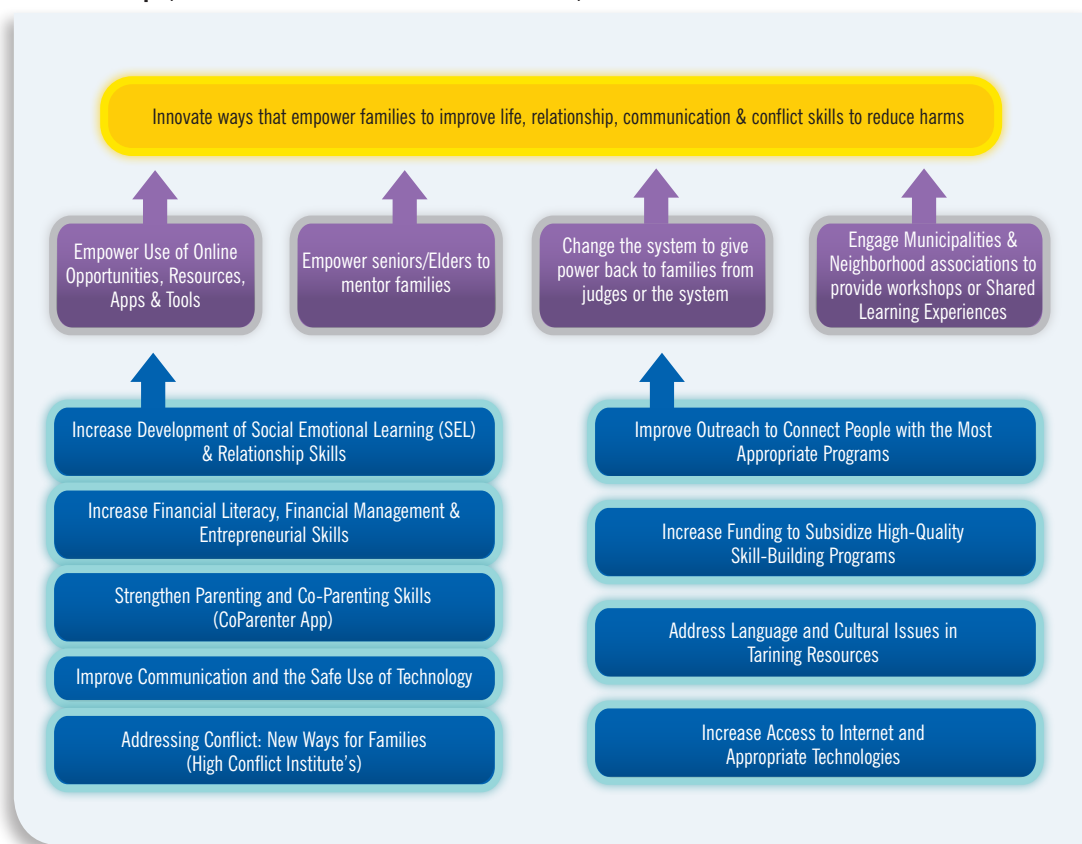 Innovate ways that empower families to improve life, relationship, communication & conflict skills to reduce harms
Empower Use of Online
Opportunities, Resources,
Apps & Tools
Empower seniors/Elders to
mentor families
Change the system to give
power back to families from
judges or the system
Engage Municipalities &
Neighborhood associations to
provide workshops or Shared
Learning Experiences
Increase Development of Social Emotional Learning (SEL)
& Relationship Skills
Increase Financial Literacy, Financial Management &
Entrepreneurial Skills
Strengthen Parenting and Co-Parenting Skills
(CoParenter App)
Improve Communication and the Safe Use of Technology
Addressing Conflict: New Ways for Families
(High Conflict Institute's)
Improve Outreach to Connect People with the Most
Appropriate Programs
Increase Funding to Subsidize High-Quality
Skill-Building Programs
Address Language and Cultural Issues in
Tarining Resources
Increase Access to Internet and
Appropriate Technologies